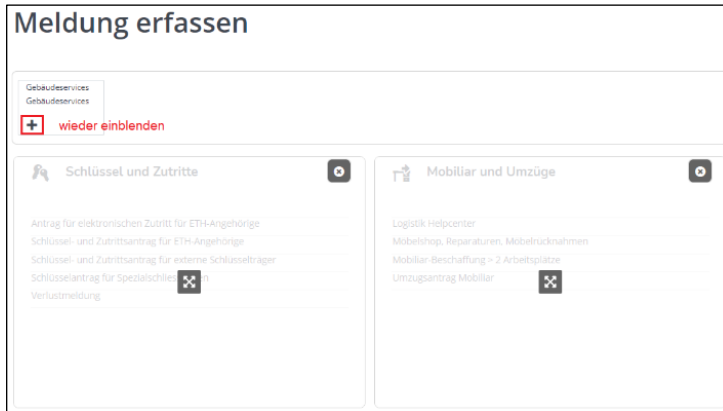 Meldung erfassen
Gebäudeservices
Gebäudeservices
wieder einblenden
Schlüssel und Zutritte
Antrag für elektronischen Zutritt für ETH-Angehörige
Schlüssel- und Zutrittsantrag für ETH-Angehörige
Schlüssel- und Zutrittsantrag für externe Schlüsselträger
Schlüsselantrag für
Verlustmeldung
Mobiliar und Umzüge
Logistik Helpcenter
Möbelshop, Reparaturen, Möbelrücknahmen
Mobiliar-Beschaffung > 2 Arbeitsplätze
Umzugsantrag Mobiliar